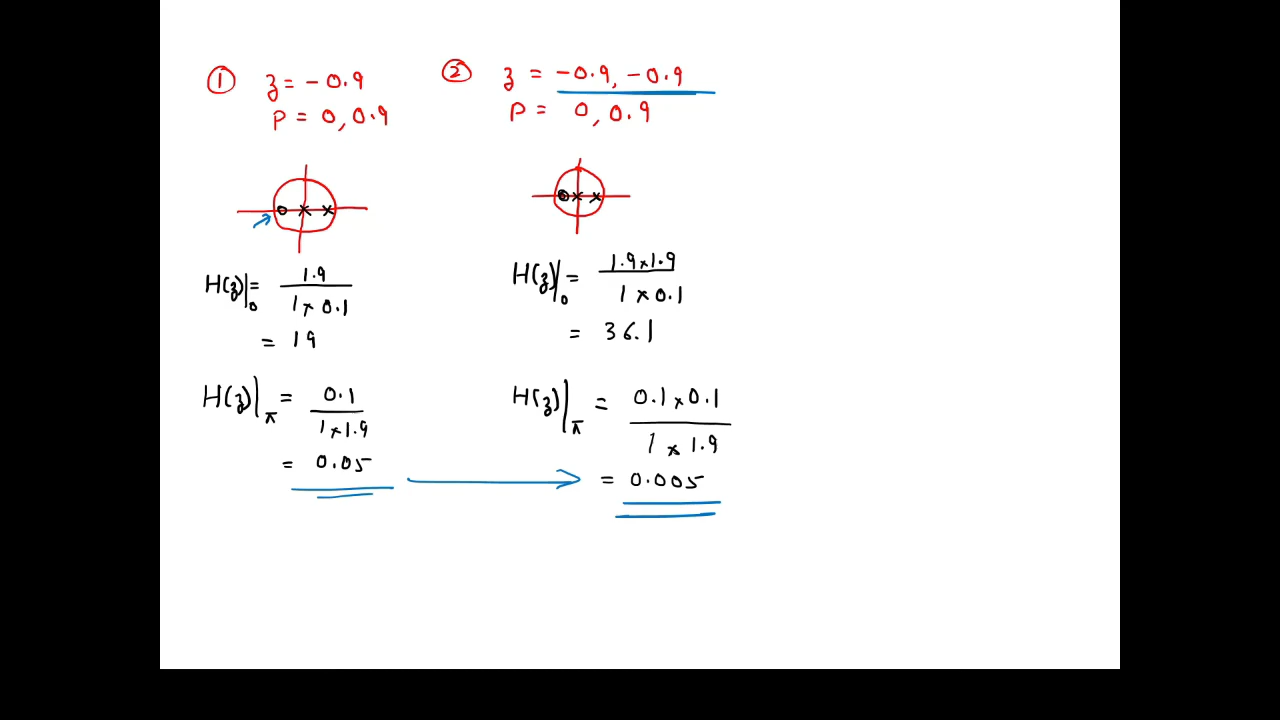 ① z = -0.9
P = 0, 0.9
H(z)|0 = 1.9 / 1 x 0.1
= 19
H(z)|π = 0.1 / 1 x 1.9
= 0.05
② z = -0.9, -0.9
P = 0, 0.9
H(z)|0 = 1.9 x 1.9 / 1 x 0.1
= 36.1
H(z)|π = 0.1 x 0.1 / 1 x 1.9
= 0.005